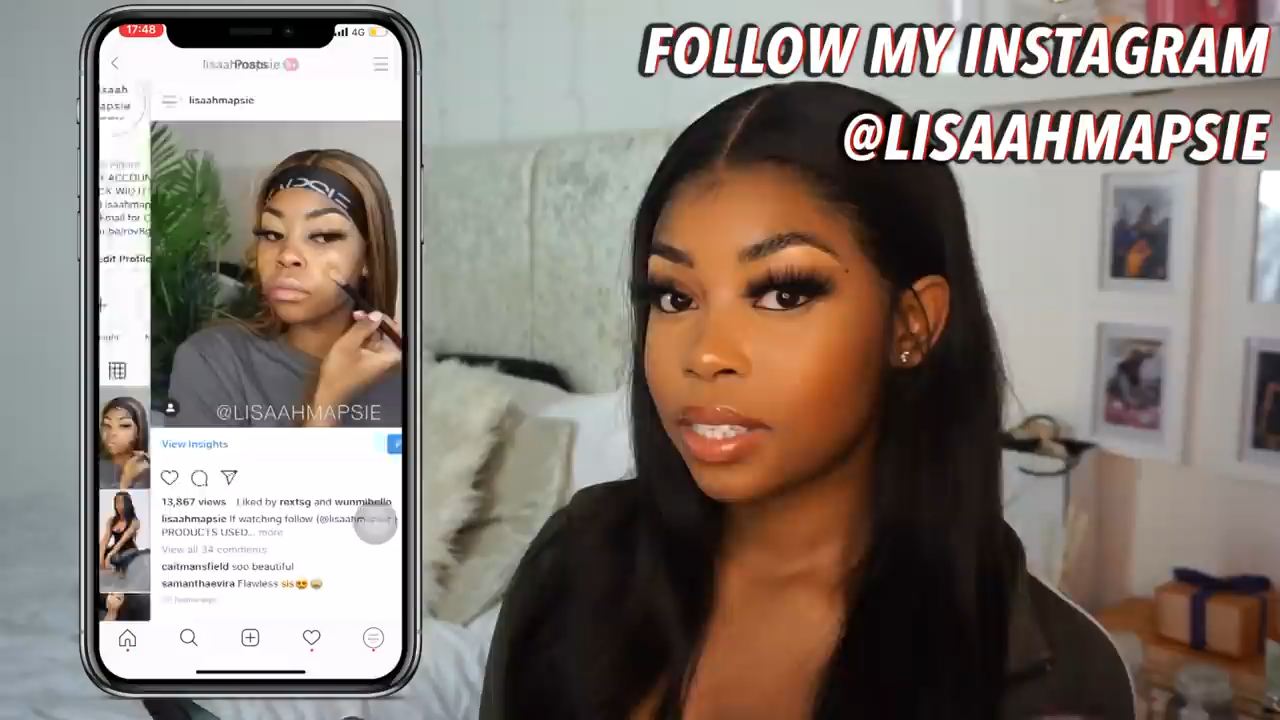 FOLLOW MY INSTAGRAM
@LISAAHMAPSIE
17:48
4G
Posts
lisaahmapsie
@LISAAHMAPSIE
View Insights
13,867 views Liked by rextsg and wunmibello
lisaahmapsie If watching follow (@lisaahmapsie)
PRODUCTS USED... more
View all 34 comments
caitmansfield soo beautiful
samanthaevira Flawless sis😍😅